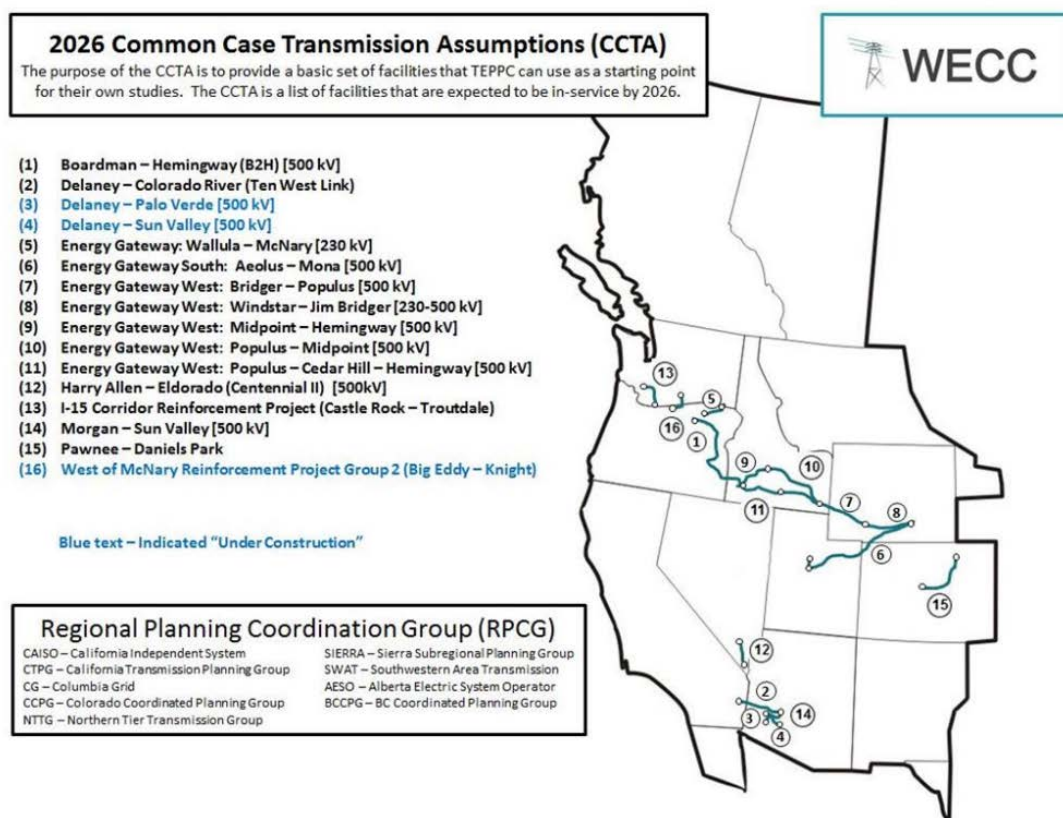 2026 Common Case Transmission Assumptions (CCTA)
The purpose of the CCTA is to provide a basic set of facilities that TEPPC can use as a starting point
for their own studies. The CCTA is a list of facilities that are expected to be in-service by 2026.
WECC
(1) Boardman – Hemingway (B2H) [500 kV]
(2) Delaney – Colorado River (Ten West Link)
(3) Delaney – Palo Verde [500 kV]
(4) Delaney – Sun Valley [500 kV]
(5) Energy Gateway: Wallula – McNary [230 kV]
(6) Energy Gateway South: Aeolus – Mona [500 kV]
(7) Energy Gateway West: Bridger – Populus [500 kV]
(8) Energy Gateway West: Windstar – Jim Bridger [230-500 kV]
(9) Energy Gateway West: Midpoint – Hemingway [500 kV]
(10) Energy Gateway West: Populus – Midpoint [500 kV]
(11) Energy Gateway West: Populus – Cedar Hill – Hemingway [500 kV]
(12) Harry Allen – Eldorado (Centennial II) [500kV]
(13) I-15 Corridor Reinforcement Project (Castle Rock – Troutdale)
(14) Morgan – Sun Valley [500 kV]
(15) Pawnee – Daniels Park
(16) West of McNary Reinforcement Project Group 2 (Big Eddy – Knight)
Blue text – Indicated “Under Construction”
Regional Planning Coordination Group (RPCG)
CAISO – California Independent System
CTPG – California Transmission Planning Group
CG – Columbia Grid
CCPG – Colorado Coordinated Planning Group
NTTG – Northern Tier Transmission Group
SIERRA – Sierra Subregional Planning Group
SWAT – Southwestern Area Transmission
AESO – Alberta Electric System Operator
BCCPG – BC Coordinated Planning Group
13
5
16
1
9
10
11
7
8
6
15
12
2
3
14
4